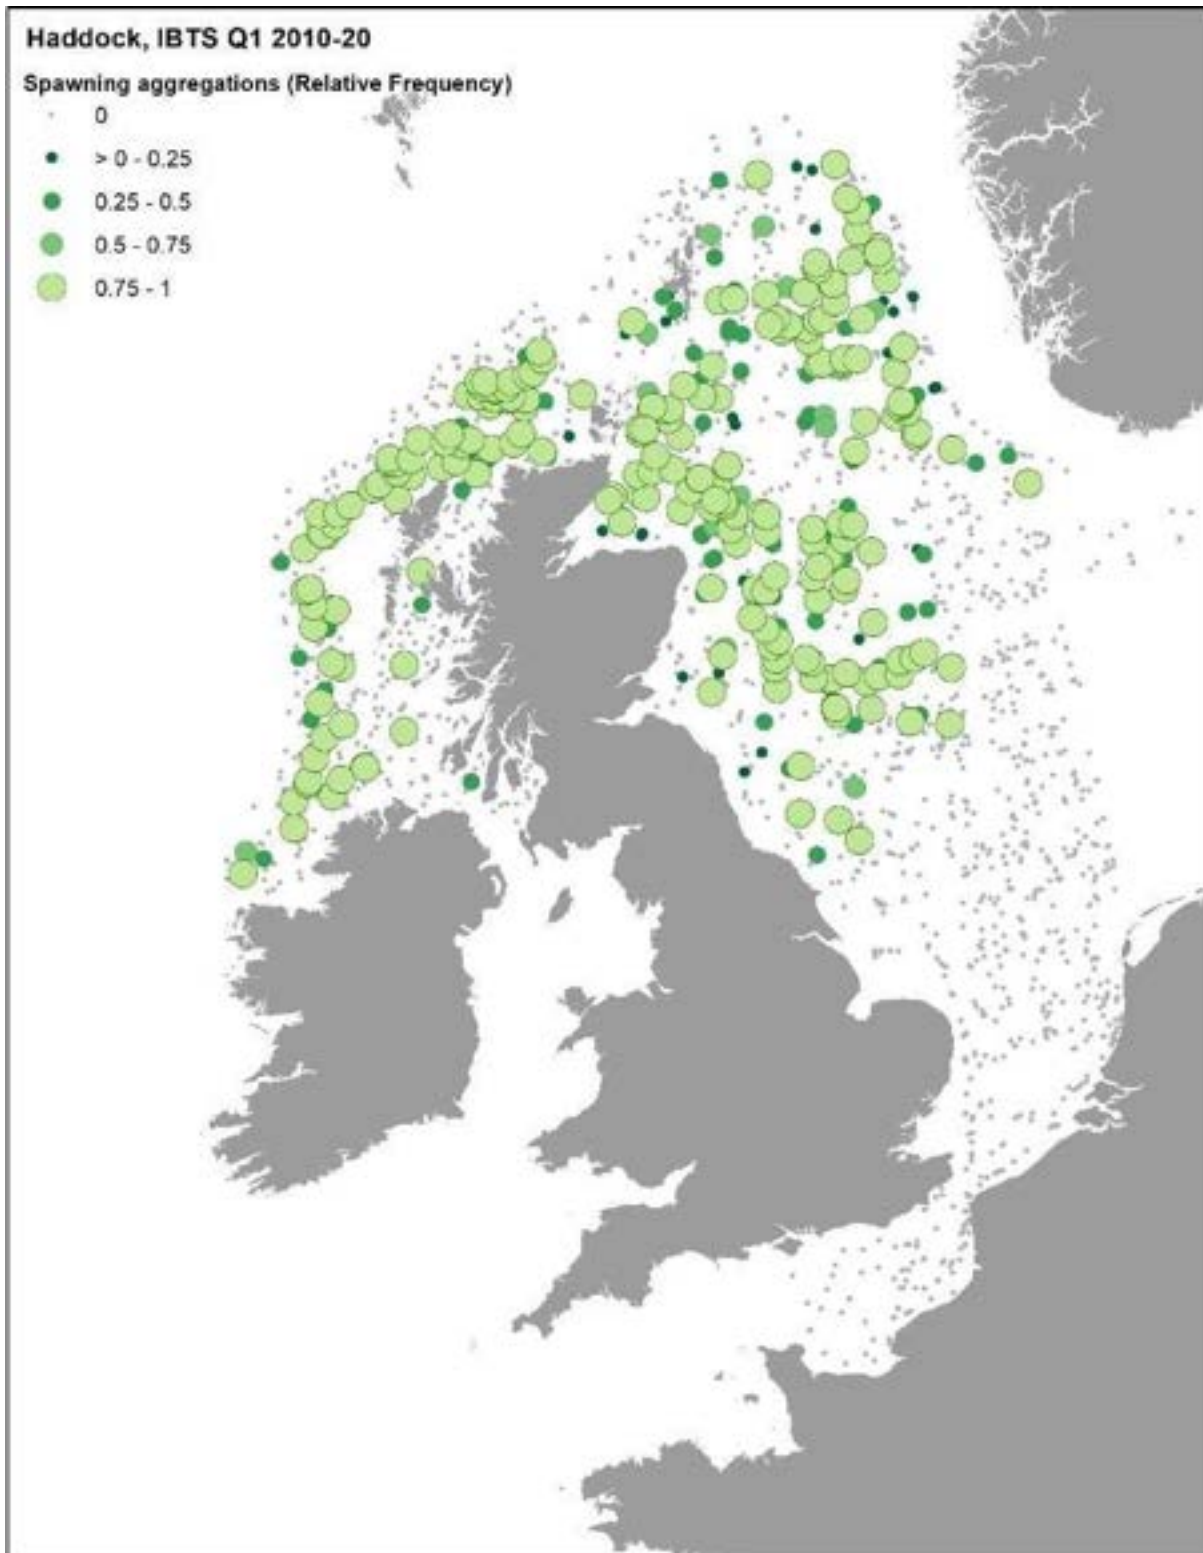 Haddock, IBTS Q1 2010-20
Spawning aggregations (Relative Frequency)
0
> 0 - 0.25
0.25 - 0.5
0.5 - 0.75
0.75 - 1